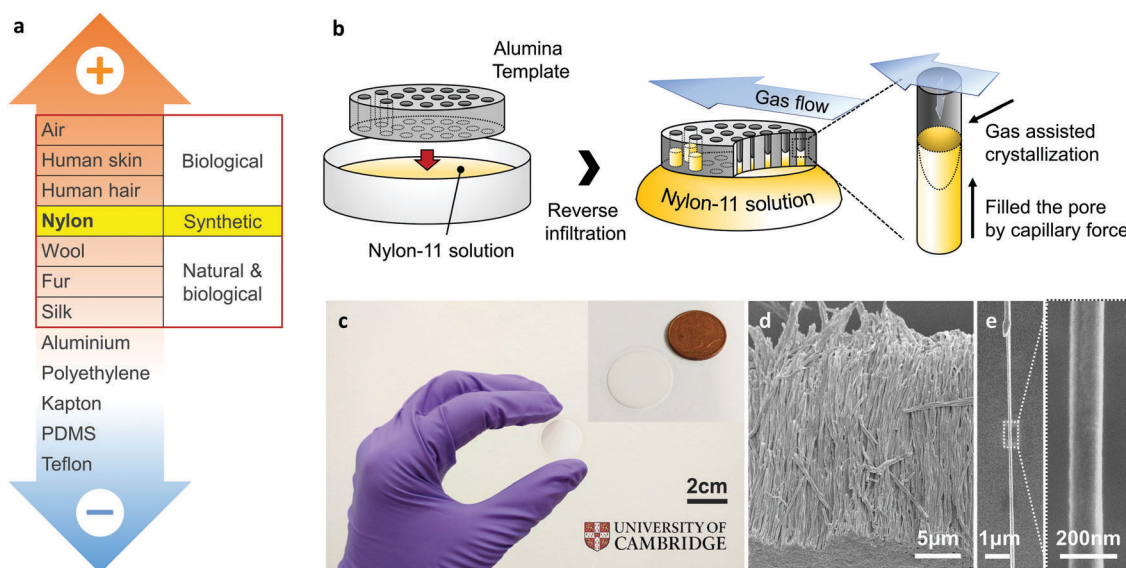 a
+
Air
Human skin
Human hair
Biological
Nylon
Synthetic
Wool
Fur
Silk
Natural &
biological
Aluminium
Polyethylene
Kapton
PDMS
Teflon
−
b
Alumina
Template
Nylon-11 solution
Reverse
infiltration
Gas flow
Nylon-11 solution
Gas assisted
crystallization
Filled the pore
by capillary force
c
2cm
UNIVERSITY OF
CAMBRIDGE
d
5μm
e
1μm
200nm